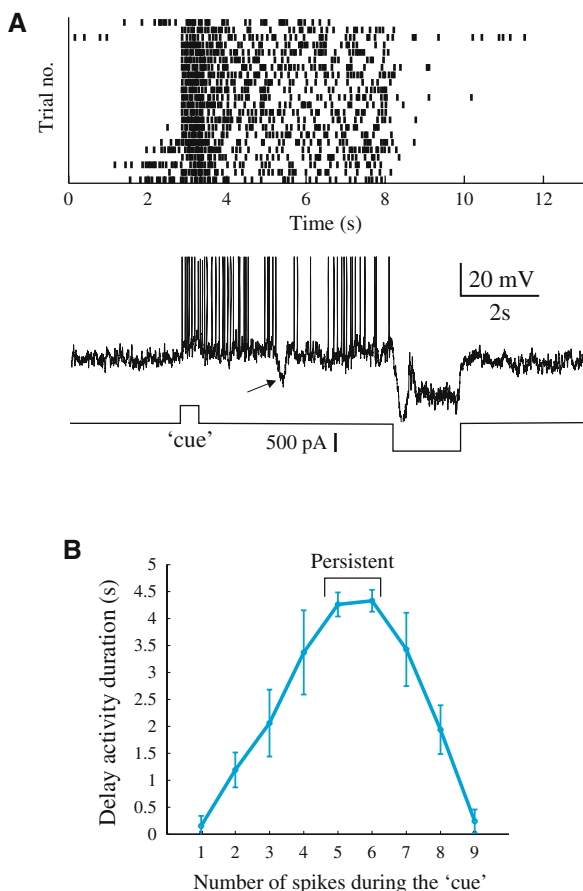 A
Trial no.
0 2 4 6 8 10 12
Time (s)
20 mV
2s
'cue'
500 pA
B
Persistent
Delay activity duration (s)
5
4.5
4
3.5
3
2.5
2
1.5
1
0.5
0
1 2 3 4 5 6 7 8 9
Number of spikes during the 'cue'